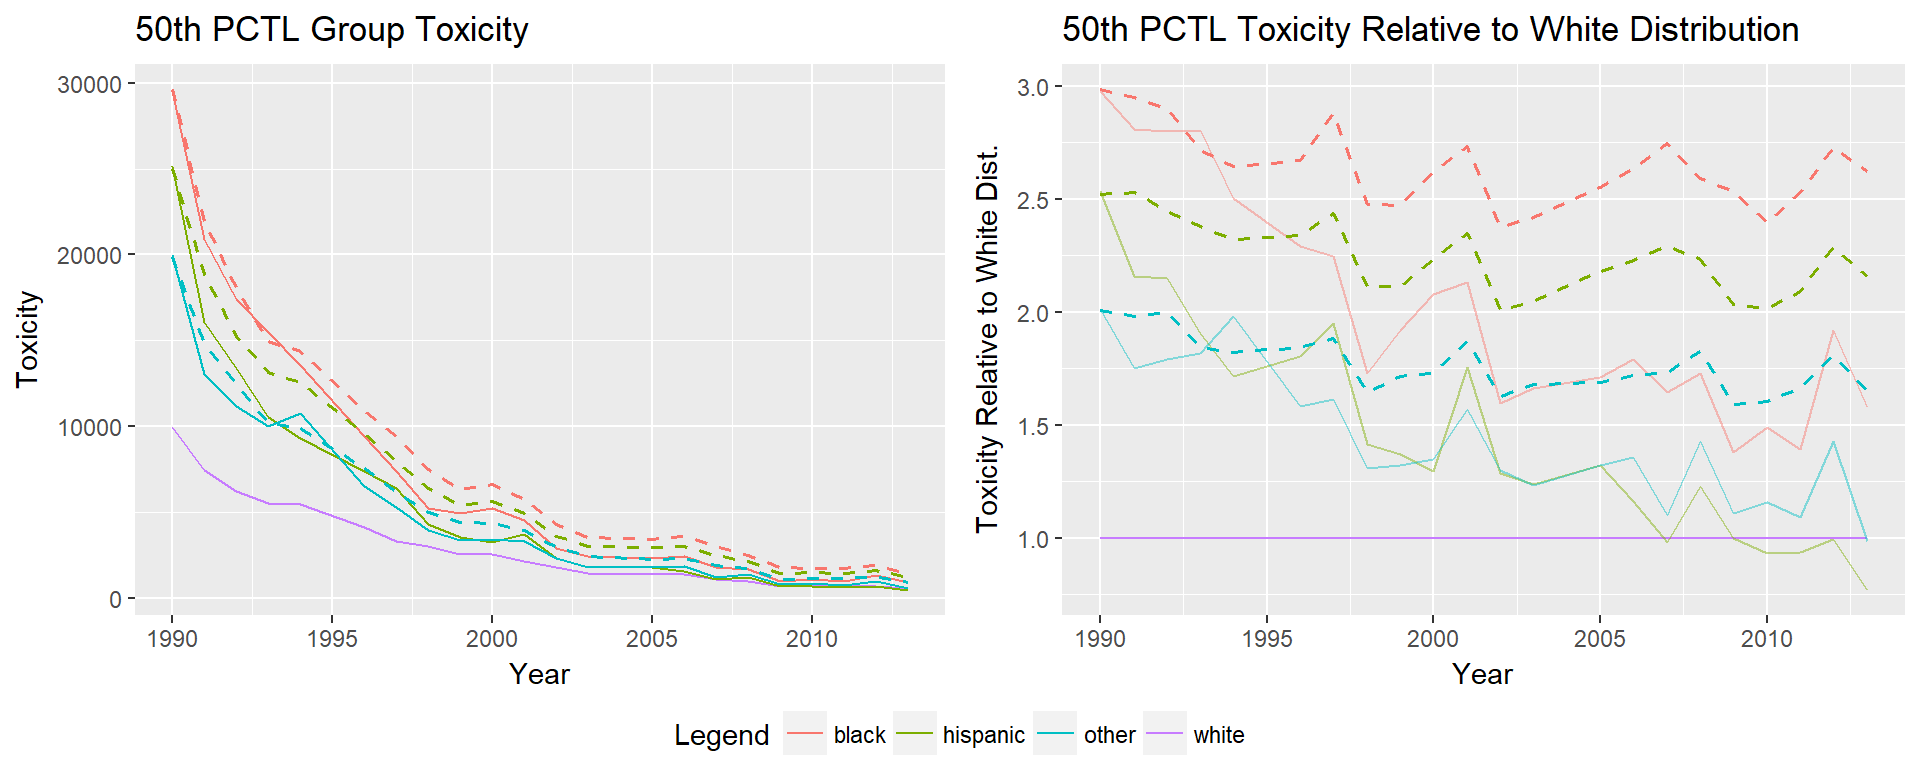 50th PCTL Group Toxicity
Toxicity
30000
20000
10000
0
1990 1995 2000 2005 2010
Year
50th PCTL Toxicity Relative to White Distribution
Toxicity Relative to White Dist.
3.0
2.5
2.0
1.5
1.0
1990 1995 2000 2005 2010
Year
Legend black hispanic other white